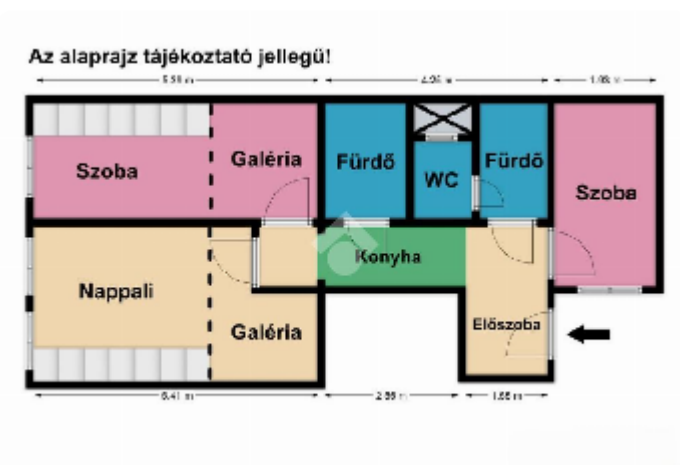 Az alaprajz tájékoztató jellegű!
Szoba
Galéria
Fürdő
WC
Fürdő
Szoba
Konyha
Nappali
Galéria
Előszoba